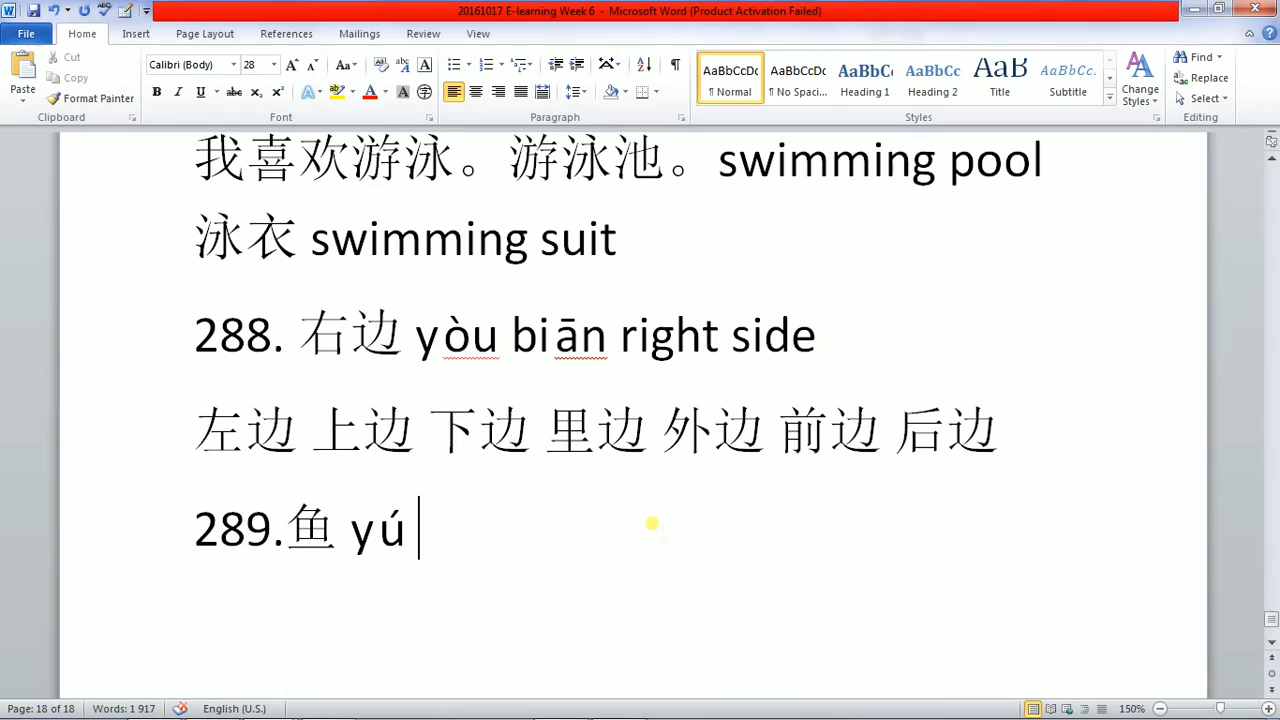 20161017 E-learning Week 6 - Microsoft Word (Product Activation Failed)
File Home Insert Page Layout References Mailings Review View
Paste Cut Copy Format Painter
Calibri (Body) 28
AaBbCcDc Normal AaBbCcDc No Spaci... AaBbCc Heading 1 AaBbCc Heading 2 AaB Title AaBbCc Subtitle
Change Styles
Find Replace Select
Clipboard Font Paragraph Styles Editing
我喜欢游泳。游泳池。swimming pool
泳衣 swimming suit
288. 右边 yòu biān right side
左边 上边 下边 里边 外边 前边 后边
289.鱼 yú
Page: 18 of 18 Words: 1 917 English (U.S.) 150%